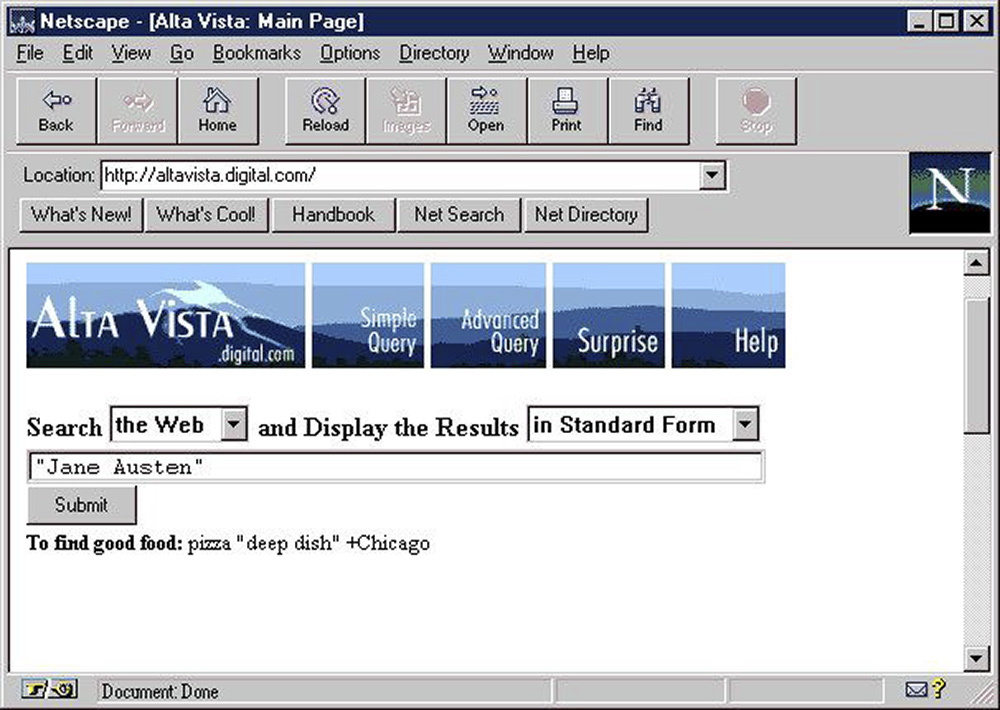 Netscape - [Alta Vista: Main Page]
File Edit View Go Bookmarks Options Directory Window Help
Back Forward Home Reload Images Open Print Find Stop
Location: http://altavista.digital.com/
N
What's New! What's Cool! Handbook Net Search Net Directory
ALTA VISTA .digital.com Simple Query Advanced Query Surprise Help
Search the Web and Display the Results in Standard Form
"Jane Austen"
Submit
To find good food: pizza "deep dish" +Chicago
Document: Done